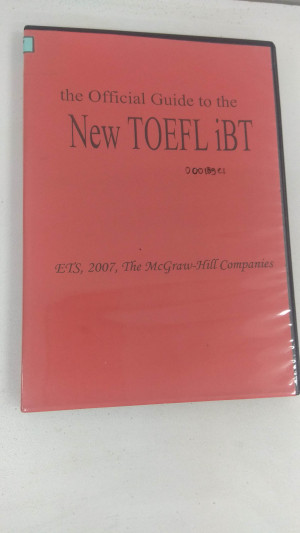 the Official Guide to the
New TOEFL iBT
ETS, 2007, The McGraw-Hill Companies